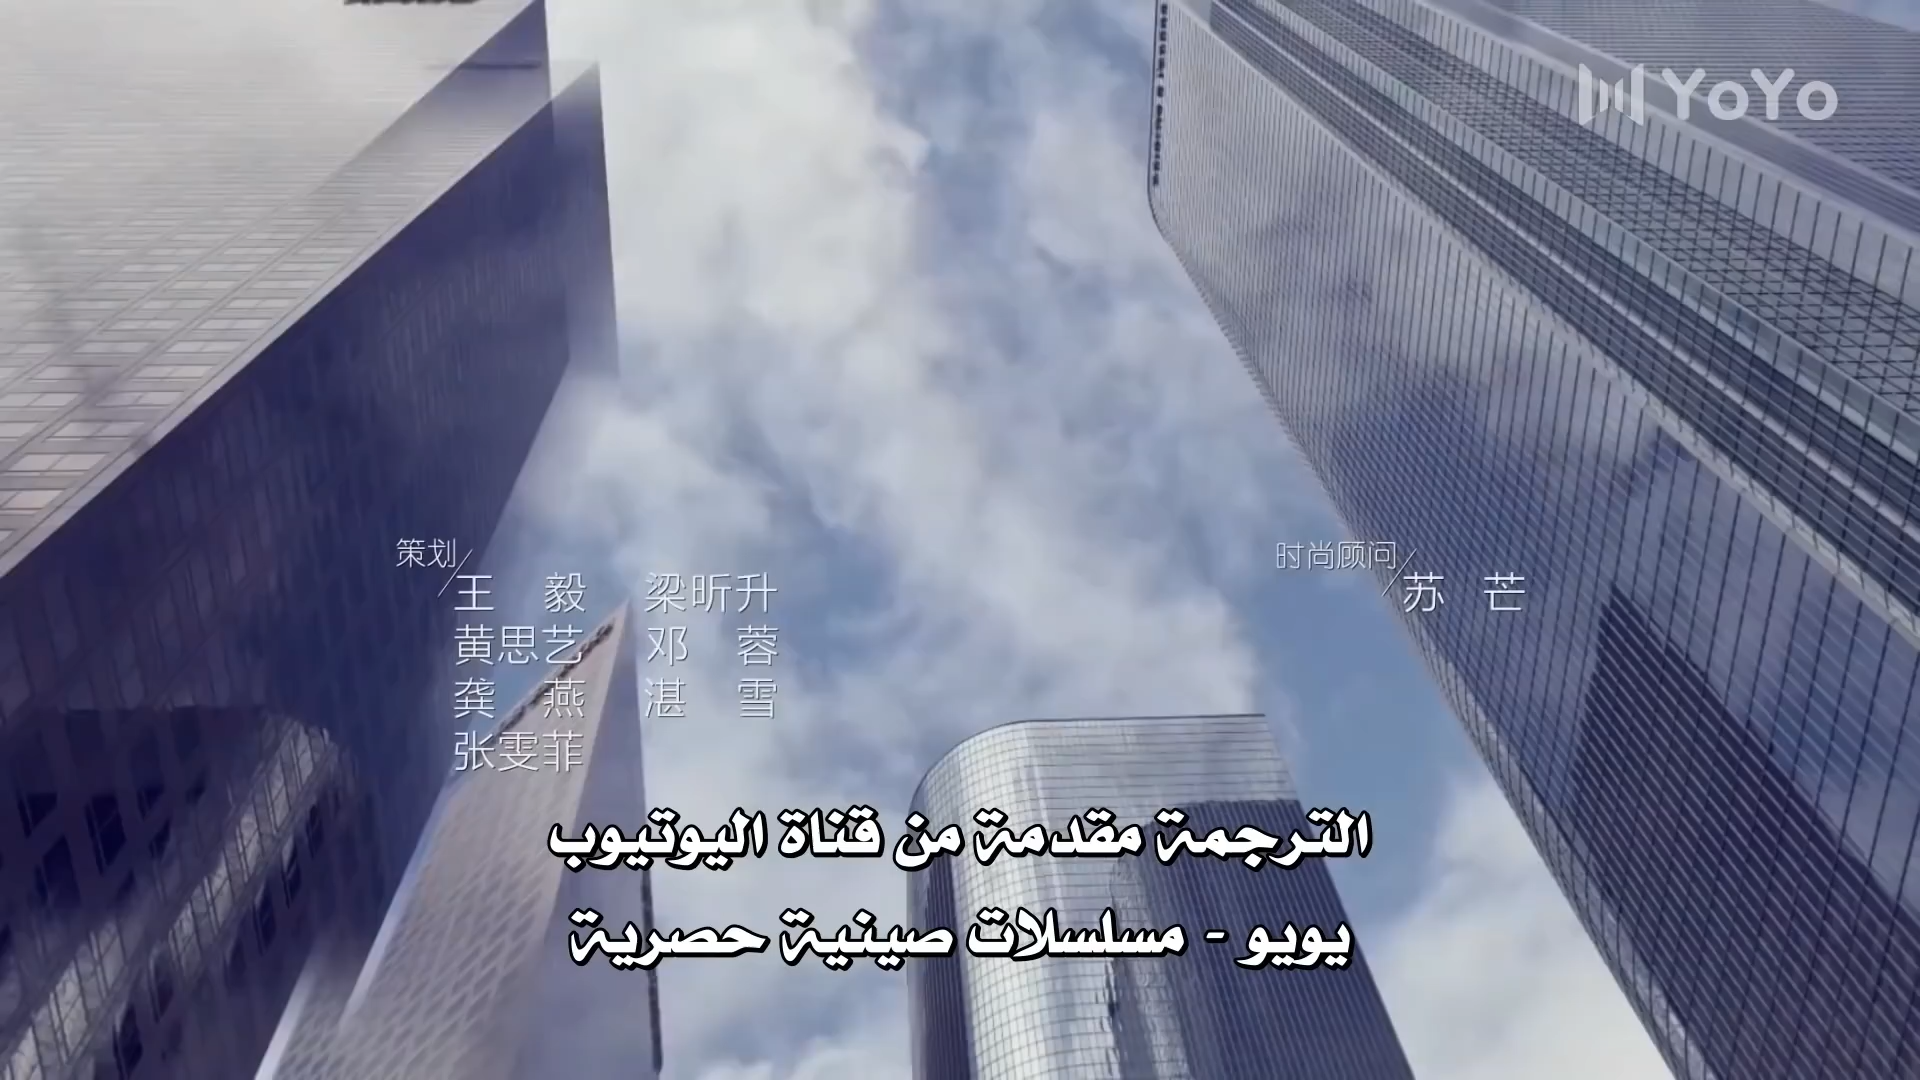 YoYo
策划
王 毅 梁昕升
黄思艺 邓 蓉
龚 燕 湛 雪
张雯菲
时尚顾问
苏 芒
الترجمة مقدمة من قناة اليوتيوب
يويو - مسلسلات صينية حصرية